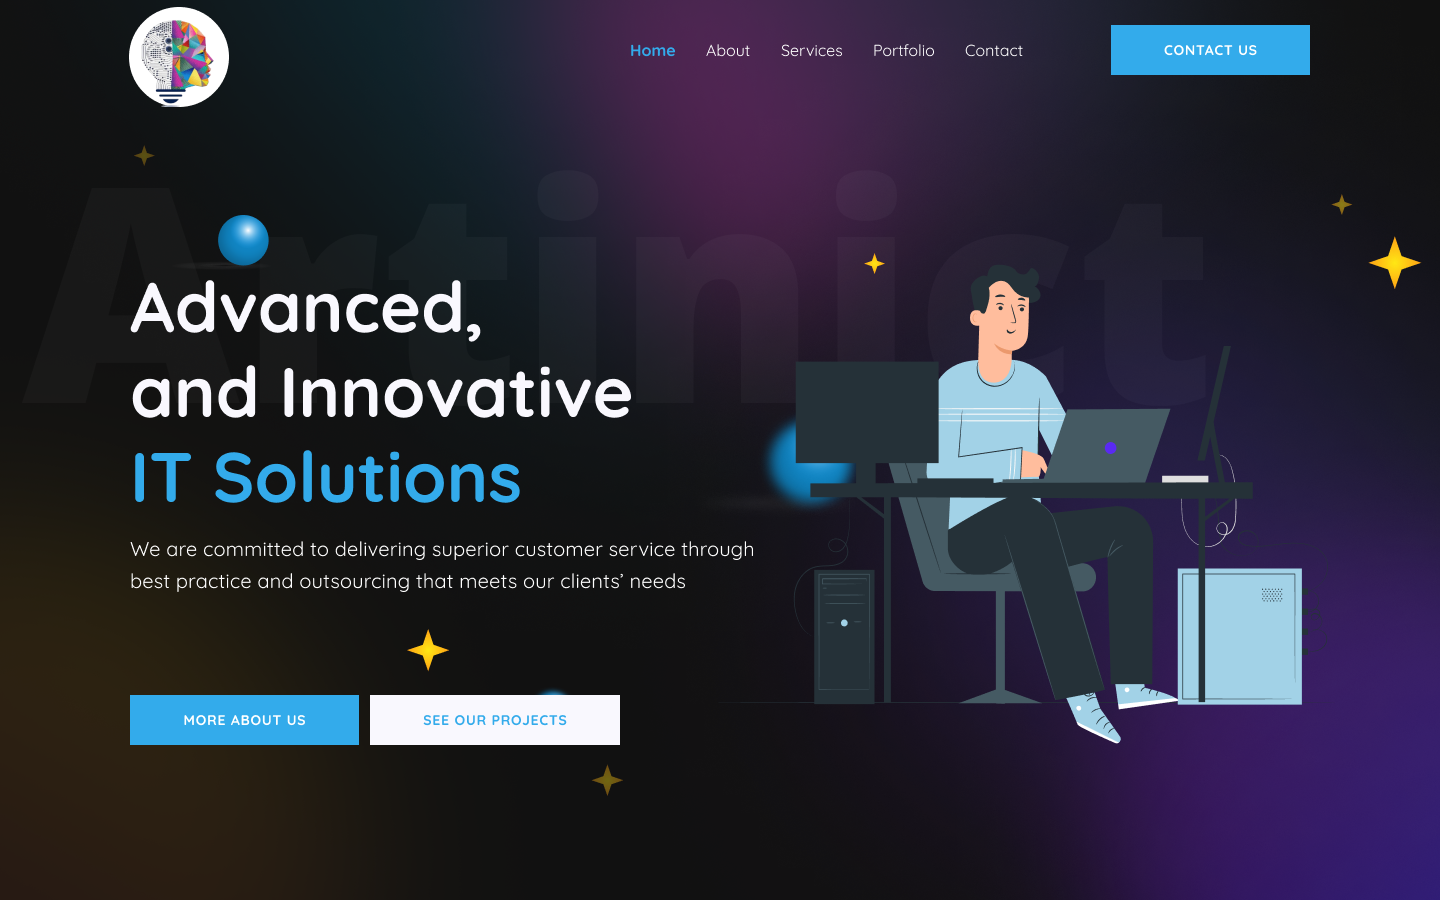 Home About Services Portfolio Contact CONTACT US
Artinict
Advanced,
and Innovative
IT Solutions
We are committed to delivering superior customer service through
best practice and outsourcing that meets our clients’ needs
MORE ABOUT US SEE OUR PROJECTS